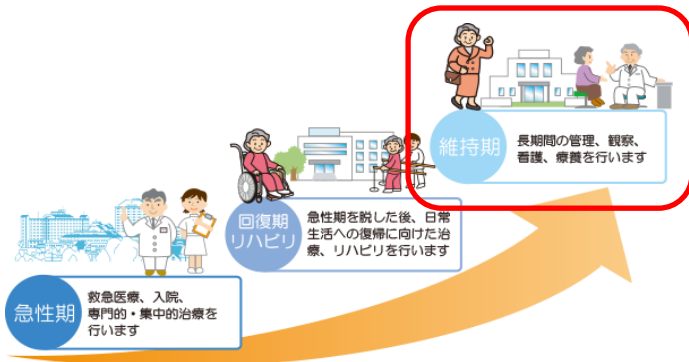 維持期
長期間の管理、観察、
看護、療養を行います
回復期
リハビリ
急性期を脱した後、日常
生活への復帰に向けた治
療、リハビリを行います
急性期
救急医療、入院、
専門的・集中的治療を
行います